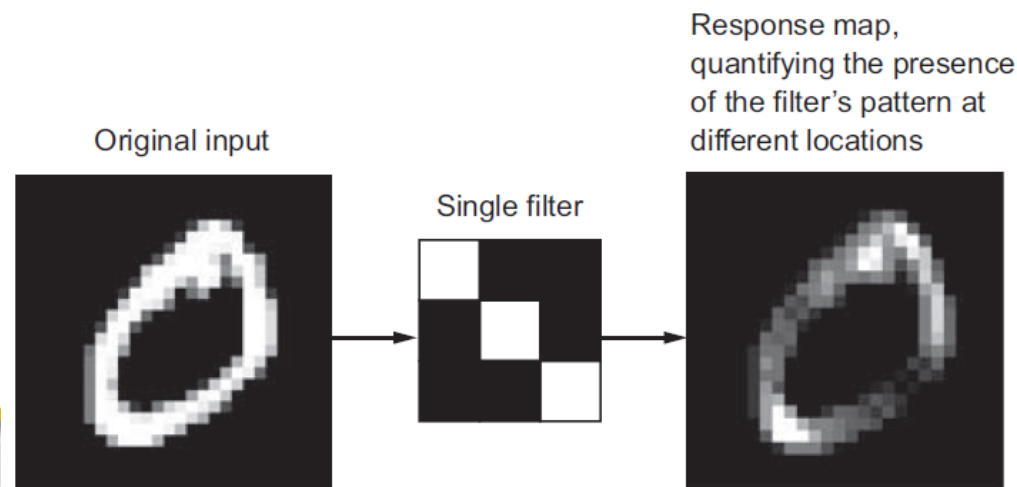 Original input
Single filter
Response map,
quantifying the presence
of the filter's pattern at
different locations